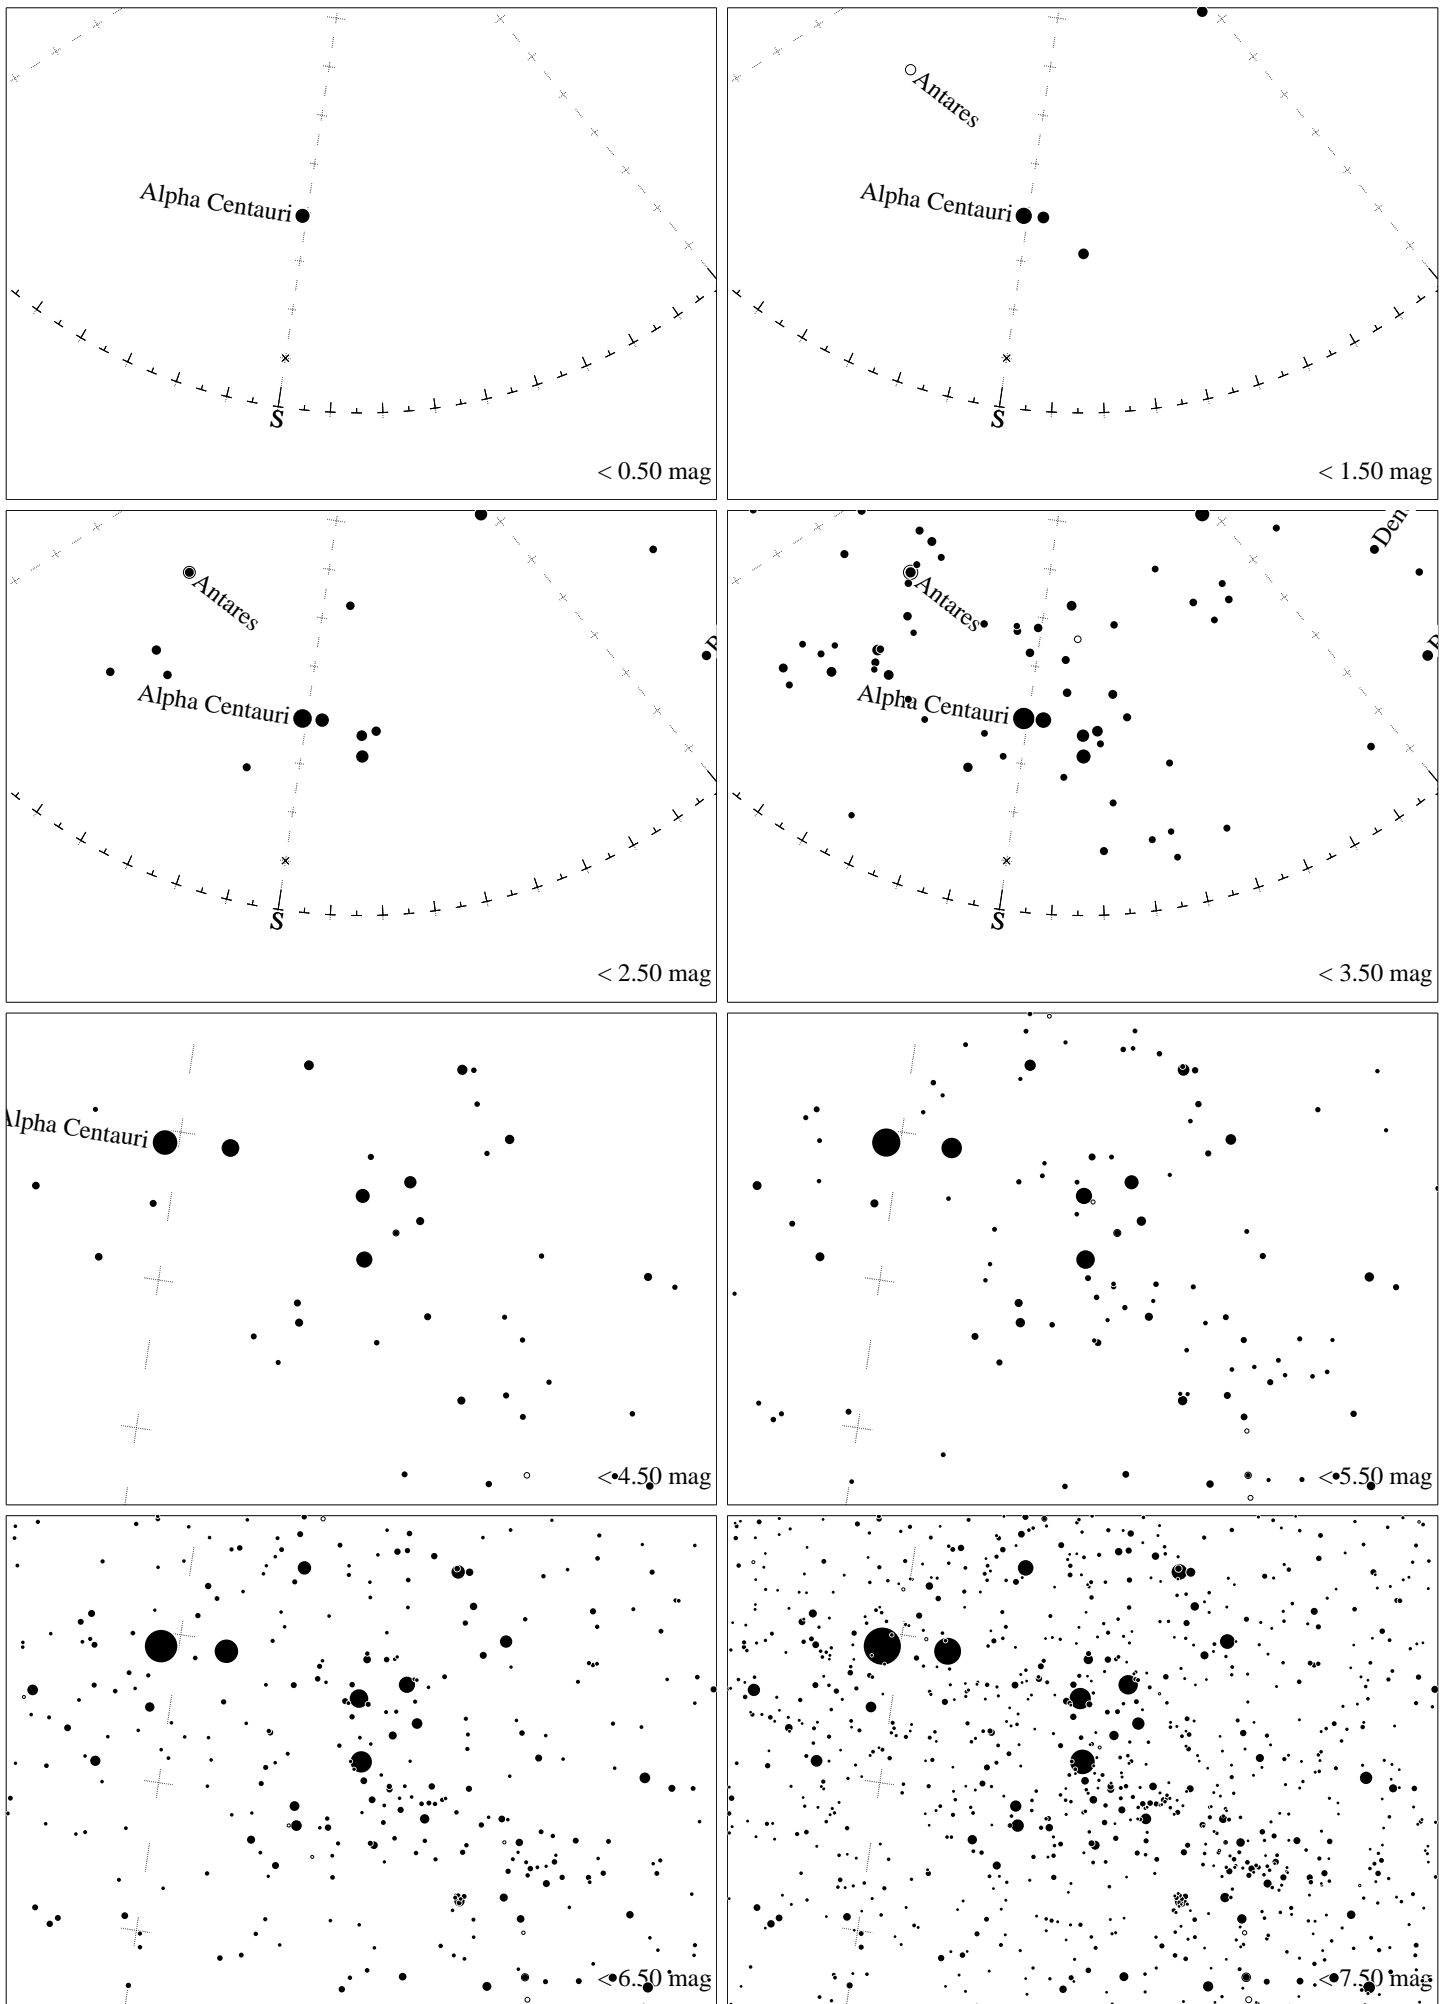 Alpha Centauri
S
< 0.50 mag
Antares
Alpha Centauri
S
< 1.50 mag
Antares
Alpha Centauri
S
< 2.50 mag
Den
Antares
Alpha Centauri
S
< 3.50 mag
Alpha Centauri
< 4.50 mag
< 5.50 mag
< 6.50 mag
< 7.50 mag